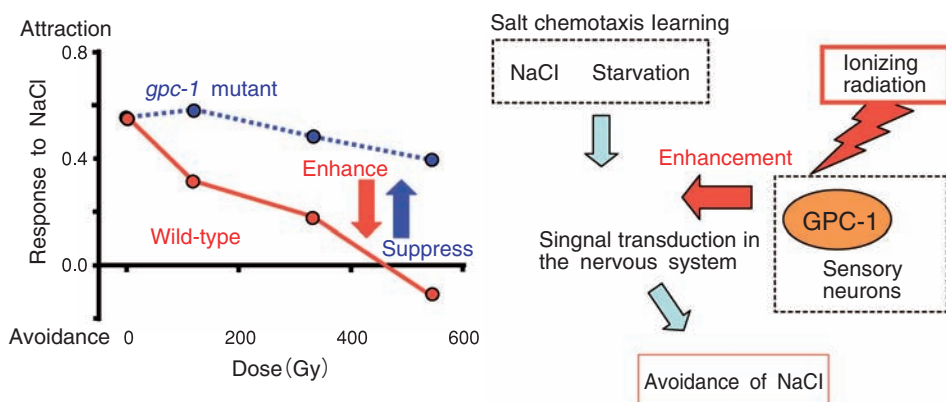 Attraction
0.8
0.4
0.0
Response to NaCl
Avoidance
0
200
400
600
Dose(Gy)
gpc-1 mutant
Wild-type
Enhance
Suppress
Salt chemotaxis learning
NaCl Starvation
Ionizing
radiation
Enhancement
GPC-1
Sensory
neurons
Singnal transduction in
the nervous system
Avoidance of NaCl